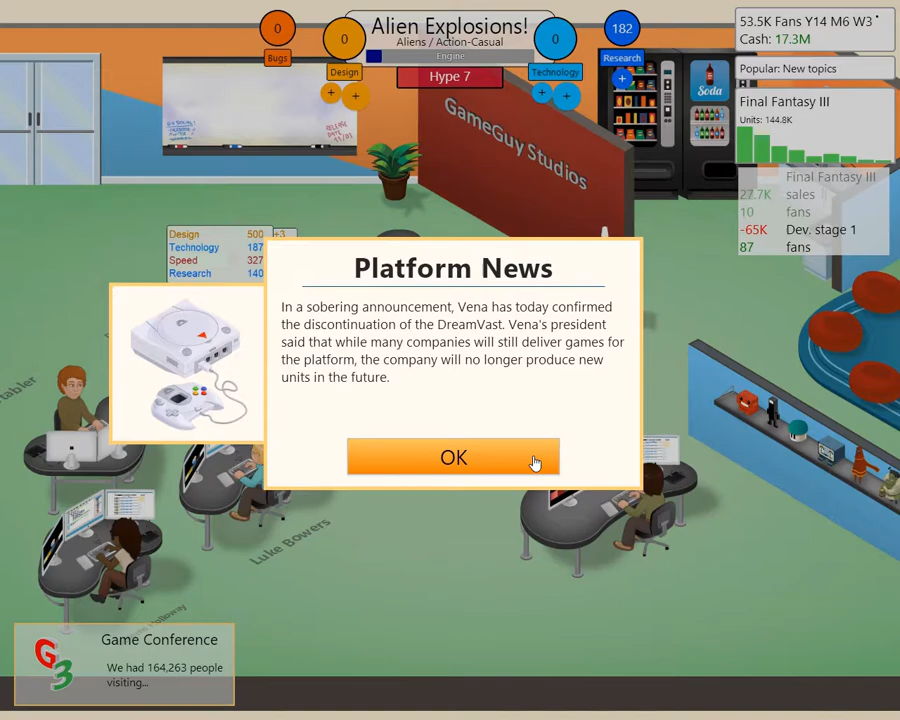 0
Bugs
0
Design
+ +
Alien Explosions!
Aliens / Action-Casual
Engine
Hype 7
0
Technology
+ +
182
Research
+
53.5K Fans Y14 M6 W3
Cash: 17.3M
Popular: New topics
Final Fantasy III
Units: 144.8K
Final Fantasy III
27.7K sales
10 fans
-65K Dev. stage 1
87 fans
Soda
RELEASE
DATE
GameGuy Studios
Design 500 +3
Technology 187
Speed 327
Research 140
Platform News
In a sobering announcement, Vena has today confirmed
the discontinuation of the DreamVast. Vena's president
said that while many companies will still deliver games for
the platform, the company will no longer produce new
units in the future.
OK
Luke Bowers
G3
Game Conference
We had 164,263 people
visiting...